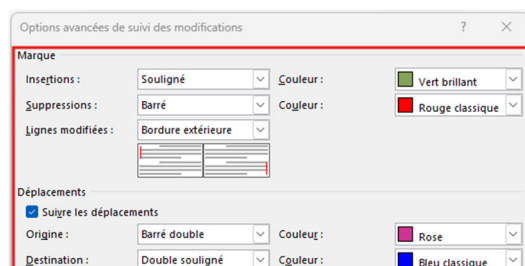 Options avancées de suivi des modifications ?
Marque
Insertions : Souligné Couleur : Vert brillant
Suppressions : Barré Couleur : Rouge classique
Lignes modifiées : Bordure extérieure
Déplacements
Suivre les déplacements
Origine : Barré double Couleur : Rose
Destination : Double souligné Couleur : Bleu classique